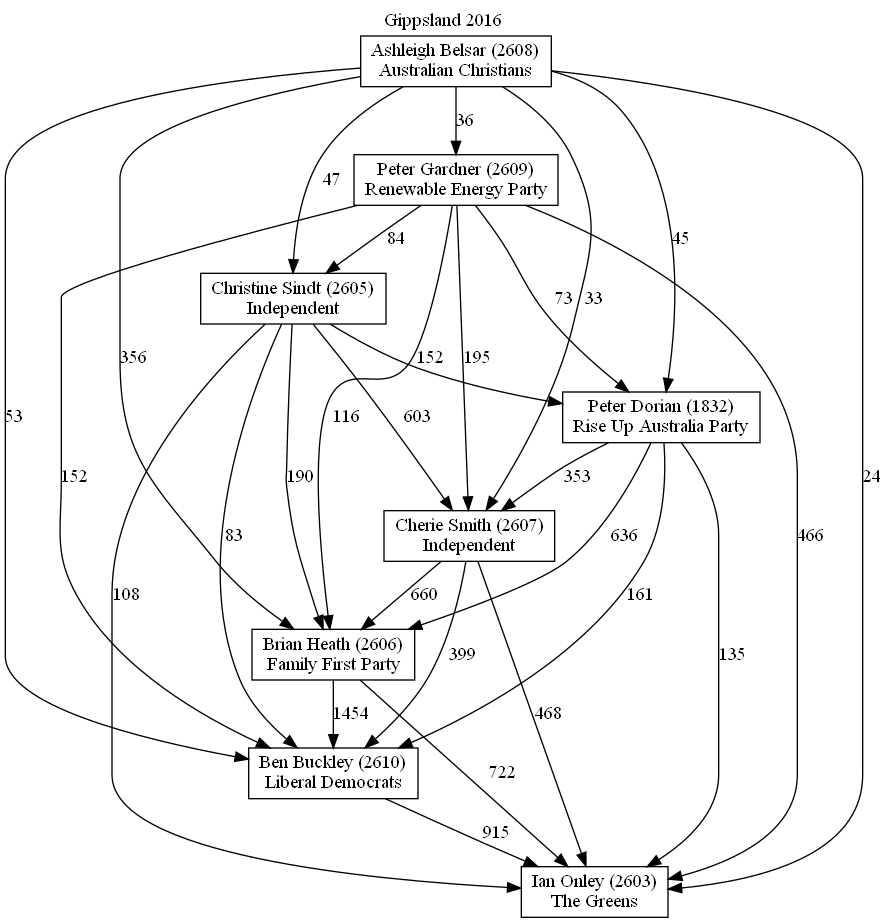 Gippsland 2016
Ashleigh Belsar (2608)
Australian Christians
36
Peter Gardner (2609)
Renewable Energy Party
47
84
45
Christine Sindt (2605)
Independent
73
33
356
152
195
Peter Dorian (1832)
Rise Up Australia Party
53
116
603
152
190
353
24
Cherie Smith (2607)
Independent
83
636
466
108
660
161
Brian Heath (2606)
Family First Party
399
135
1454
468
Ben Buckley (2610)
Liberal Democrats
722
915
Ian Onley (2603)
The Greens